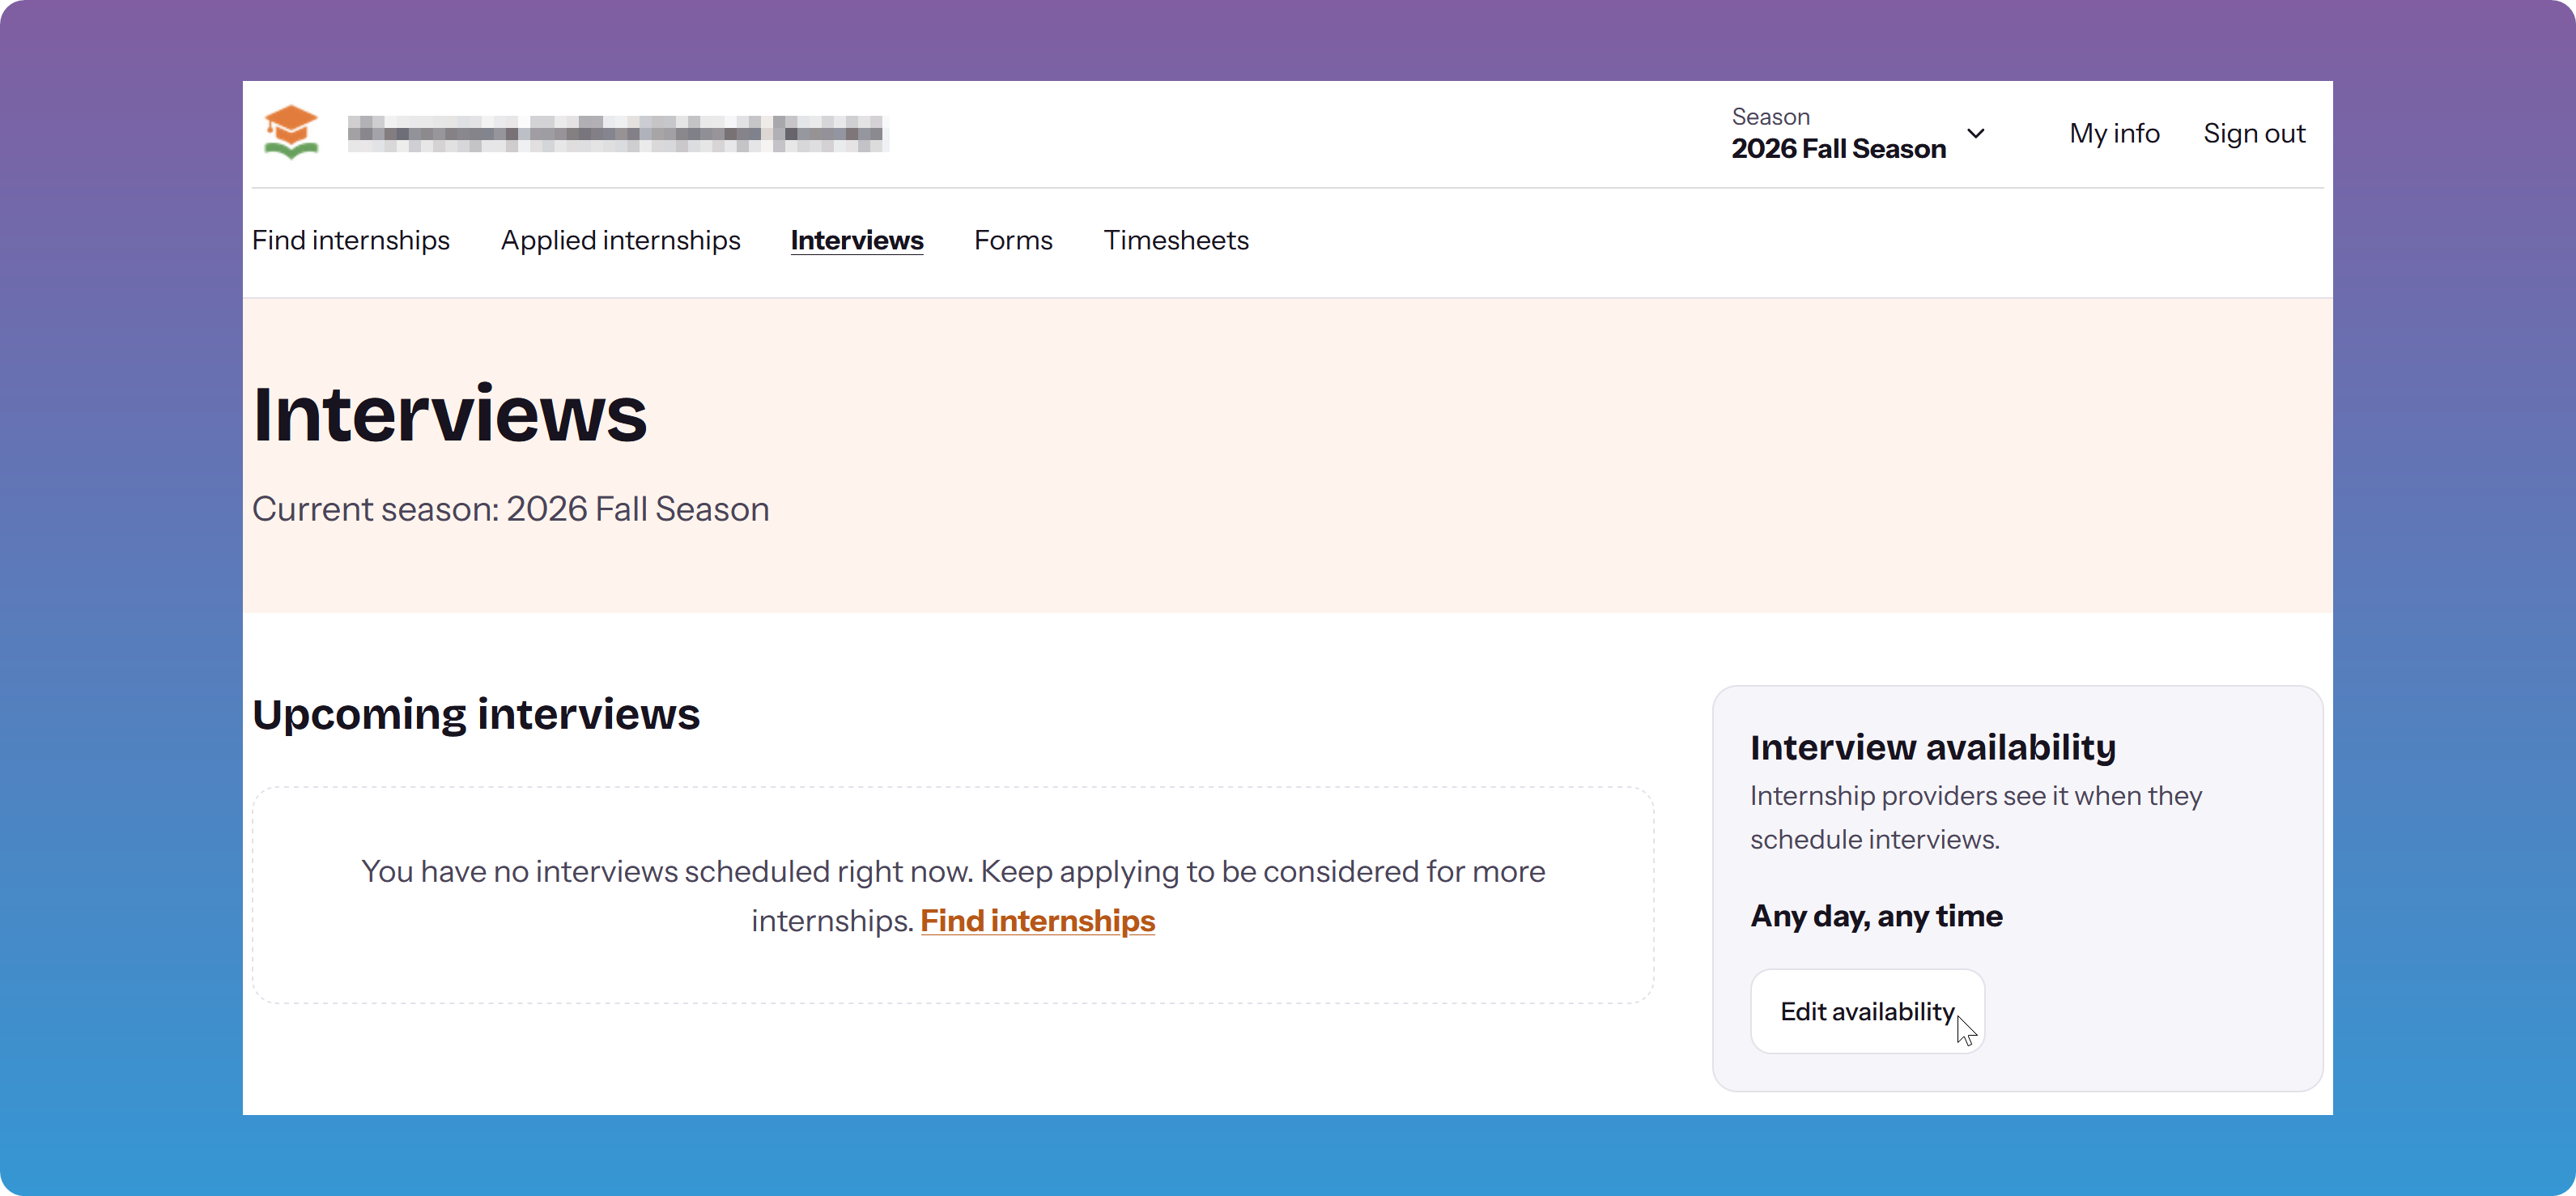 Season
2026 Fall Season
My info
Sign out
Find internships
Applied internships
Interviews
Forms
Timesheets
Interviews
Current season: 2026 Fall Season
Upcoming interviews
You have no interviews scheduled right now. Keep applying to be considered for more
internships. Find internships
Interview availability
Internship providers see it when they
schedule interviews.
Any day, any time
Edit availability